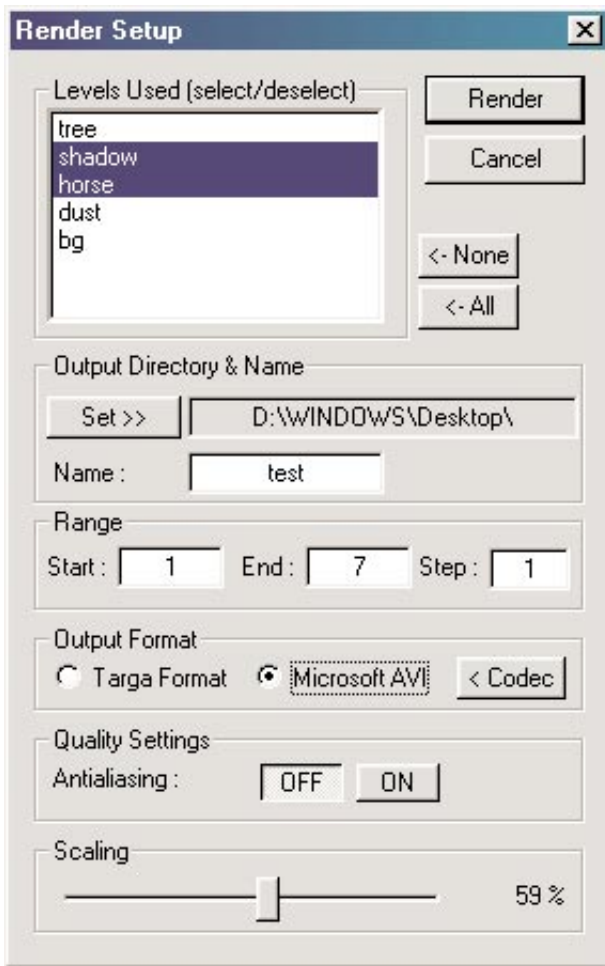 Render Setup
Levels Used (select/deselect)
tree
shadow
horse
dust
bg
Render
Cancel
<- None
<- All
Output Directory & Name
Set >> D:\WINDOWS\Desktop\
Name : test
Range
Start : 1 End : 7 Step : 1
Output Format
Targa Format Microsoft AVI < Codec
Quality Settings
Antialiasing : OFF ON
Scaling
59 %